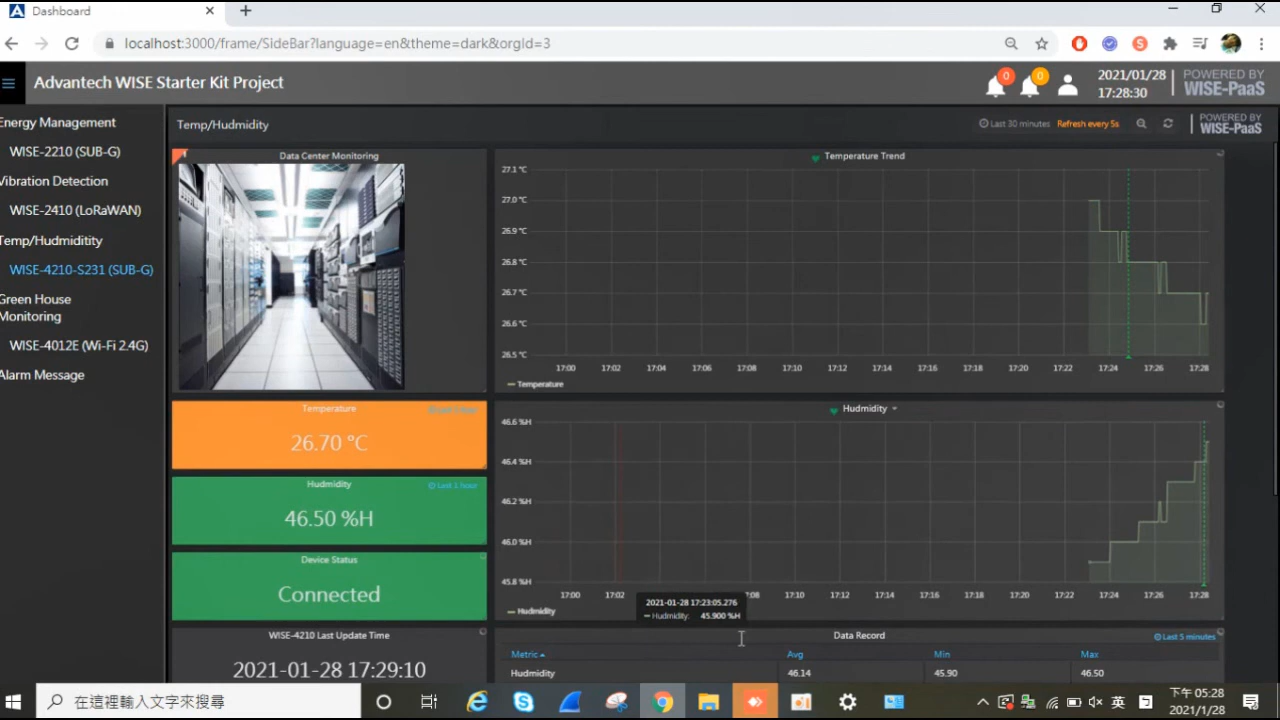 Dashboard
localhost:3000/frame/SideBar?language=en&theme=dark&orgId=3
Advantech WISE Starter Kit Project
0
0
2021/01/28
17:28:30
POWERED BY
WISE-PaaS
Energy Management
WISE-2210 (SUB-G)
Vibration Detection
WISE-2410 (LoRaWAN)
Temp/Hudmiditity
WISE-4210-S231 (SUB-G)
Green House
Monitoring
WISE-4012E (Wi-Fi 2.4G)
Alarm Message
Temp/Hudmidity
Last 30 minutes Refresh every 5s
POWERED BY
WISE-PaaS
Data Center Monitoring
Temperature Trend
27.1 °C
27.0 °C
26.9 °C
26.8 °C
26.7 °C
26.6 °C
26.5 °C
17:00 17:02 17:04 17:06 17:08 17:10 17:12 17:14 17:16 17:18 17:20 17:22 17:24 17:26 17:28
Temperature
Temperature
26.70 °C
Hudmidity
Last 1 hour
46.50 %H
Device Status
Connected
WISE-4210 Last Update Time
2021-01-28 17:29:10
Hudmidity
46.6 %H
46.4 %H
46.2 %H
46.0 %H
45.8 %H
17:00 17:02 7:08 17:10 17:12 17:14 17:16 17:18 17:20 17:22 17:24 17:26 17:28
Hudmidity
2021-01-28 17:23:05.276
Hudmidity: 45.900 %H
Data Record
Last 5 minutes
Metric Avg Min Max
Hudmidity 46.14 45.90 46.50
在這裡輸入文字來搜尋
英
下午 05:28
2021/1/28